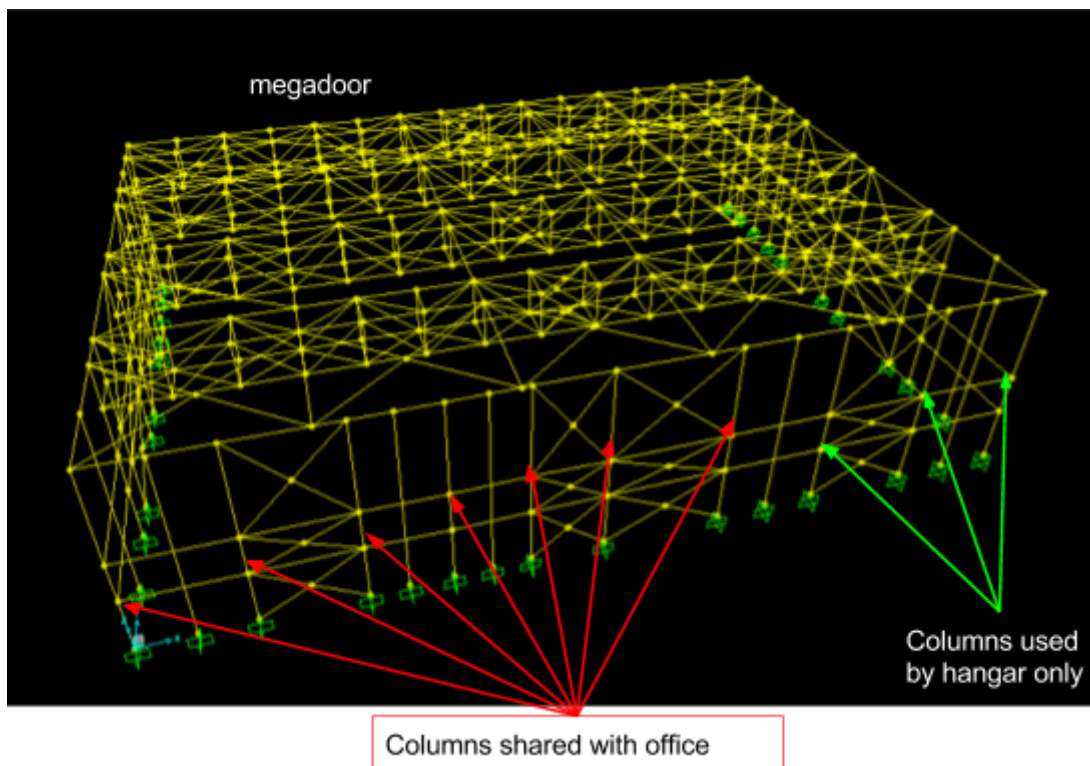 megadoor
Columns used
by hangar only
Columns shared with office